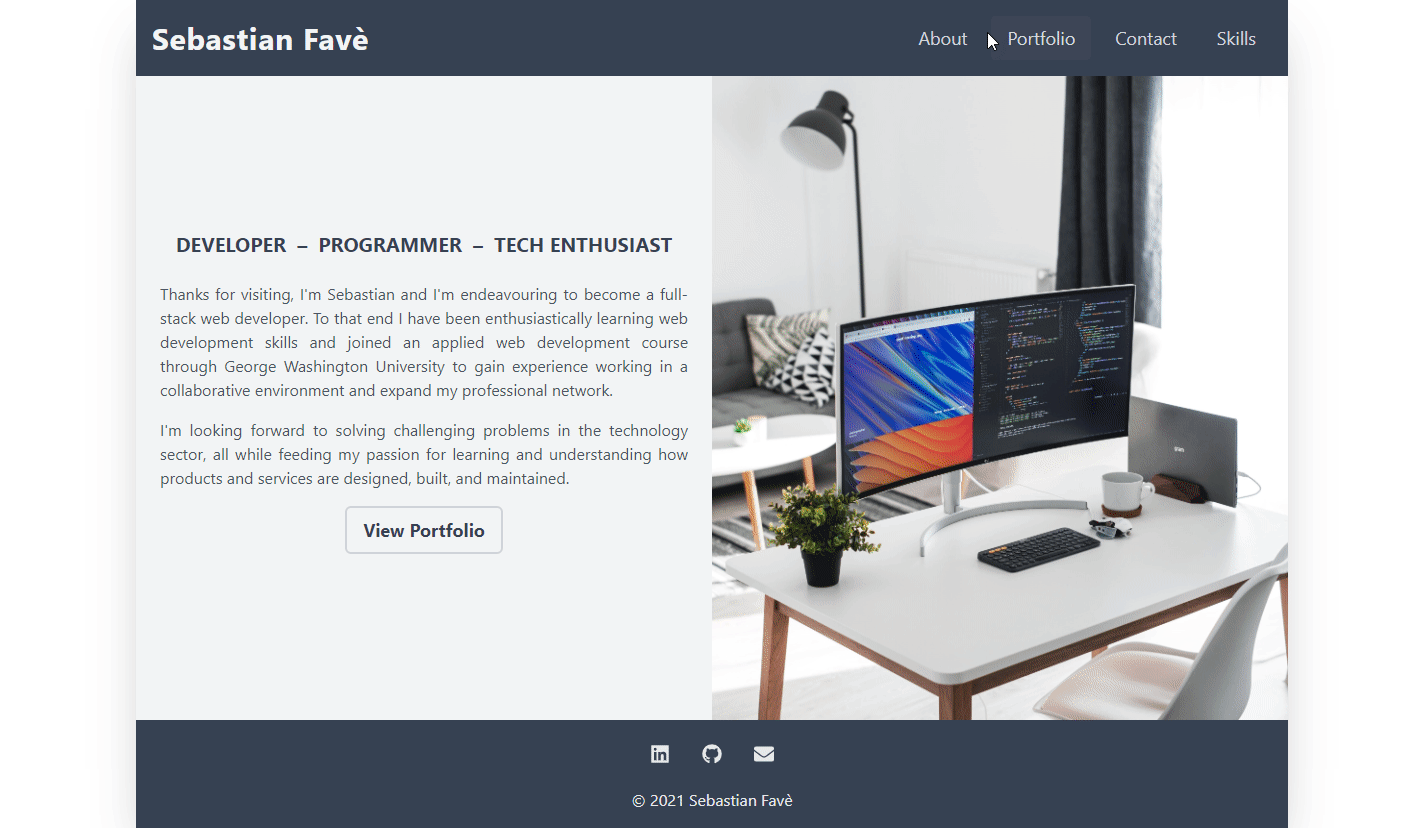 Sebastian Favè
About Portfolio Contact Skills
DEVELOPER – PROGRAMMER – TECH ENTHUSIAST
Thanks for visiting, I'm Sebastian and I'm endeavouring to become a full-
stack web developer. To that end I have been enthusiastically learning web
development skills and joined an applied web development course
through George Washington University to gain experience working in a
collaborative environment and expand my professional network.
I'm looking forward to solving challenging problems in the technology
sector, all while feeding my passion for learning and understanding how
products and services are designed, built, and maintained.
View Portfolio
© 2021 Sebastian Favè